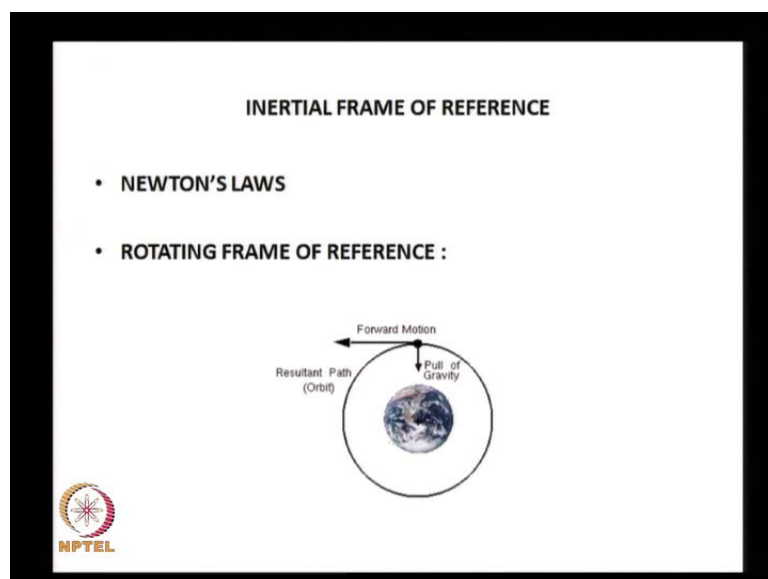 INERTIAL FRAME OF REFERENCE
• NEWTON'S LAWS
• ROTATING FRAME OF REFERENCE :
Forward Motion
Resultant Path
(Orbit)
Pull of
Gravity
NPTEL